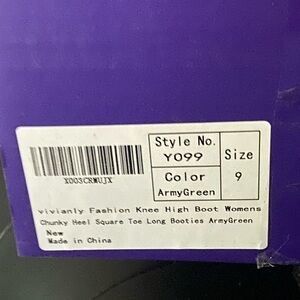 Style No.
Y099
Size
Color
9
ArmyGreen
X003CRMUJX
vivianly Fashion Knee High Boot Womens
Chunky Heel Square Toe Long Booties ArmyGreen
New
Made in China